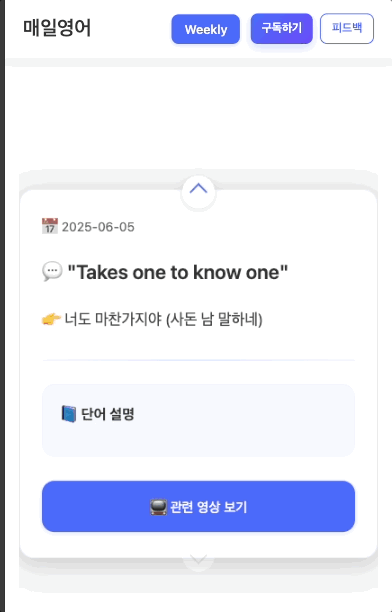 매일영어
Weekly
구독하기
피드백
📅 2025-06-05
💬 "Takes one to know one"
👉 너도 마찬가지야 (사돈 남 말하네)
📘 단어 설명
📺 관련 영상 보기